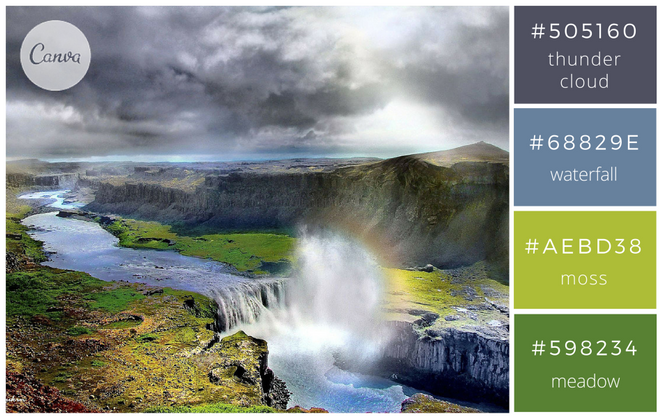 Canva
#505160
thunder
cloud
#68829E
waterfall
#AEBD38
moss
#598234
meadow